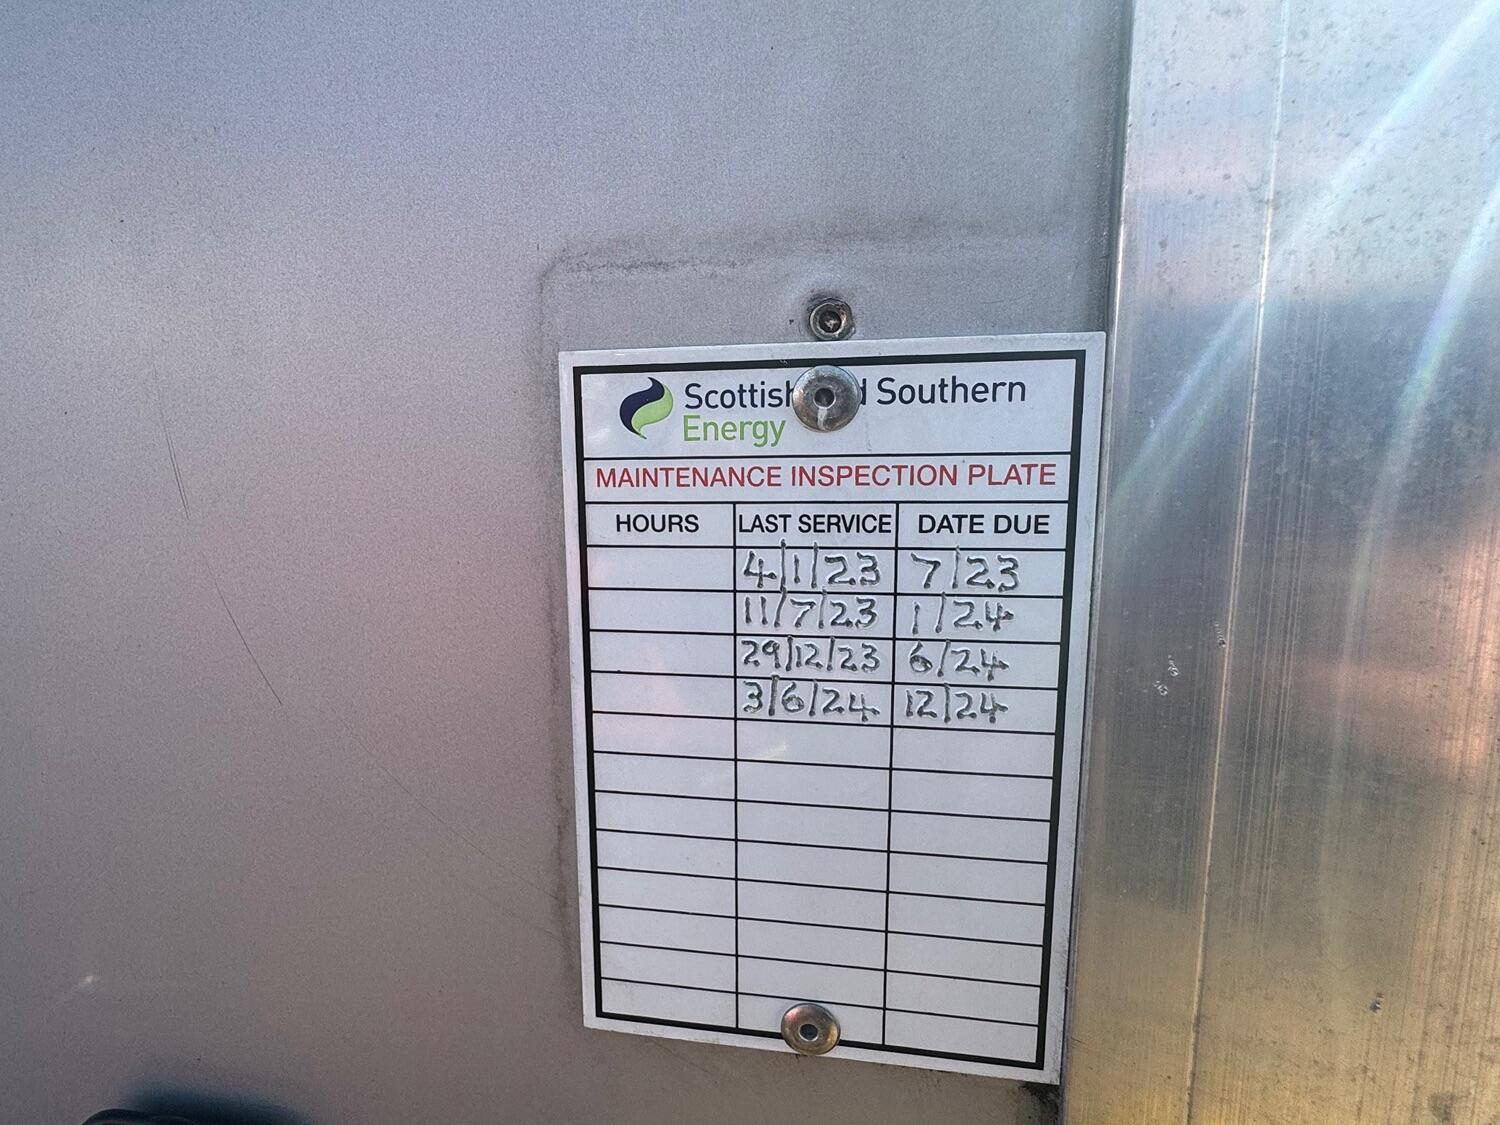 Scottish Southern
Energy
MAINTENANCE INSPECTION PLATE
HOURS LAST SERVICE DATE DUE
4/1/23 7/23
11/7/23 1/24
29/12/23 6/24
3/6/24 12/24